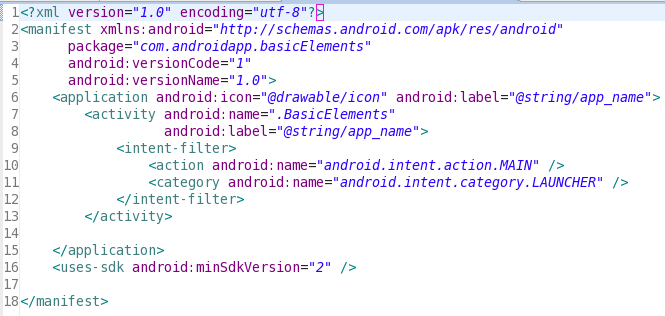 1 <?xml version="1.0" encoding="utf-8"?>
2 <manifest xmlns:android="http://schemas.android.com/apk/res/android"
3       package="com.androidapp.basicElements"
4       android:versionCode="1"
5       android:versionName="1.0">
6     <application android:icon="@drawable/icon" android:label="@string/app_name">
7         <activity android:name=".BasicElements"
8                   android:label="@string/app_name">
9             <intent-filter>
10                 <action android:name="android.intent.action.MAIN" />
11                 <category android:name="android.intent.category.LAUNCHER" />
12             </intent-filter>
13         </activity>
14
15     </application>
16     <uses-sdk android:minSdkVersion="2" />
17
18 </manifest>